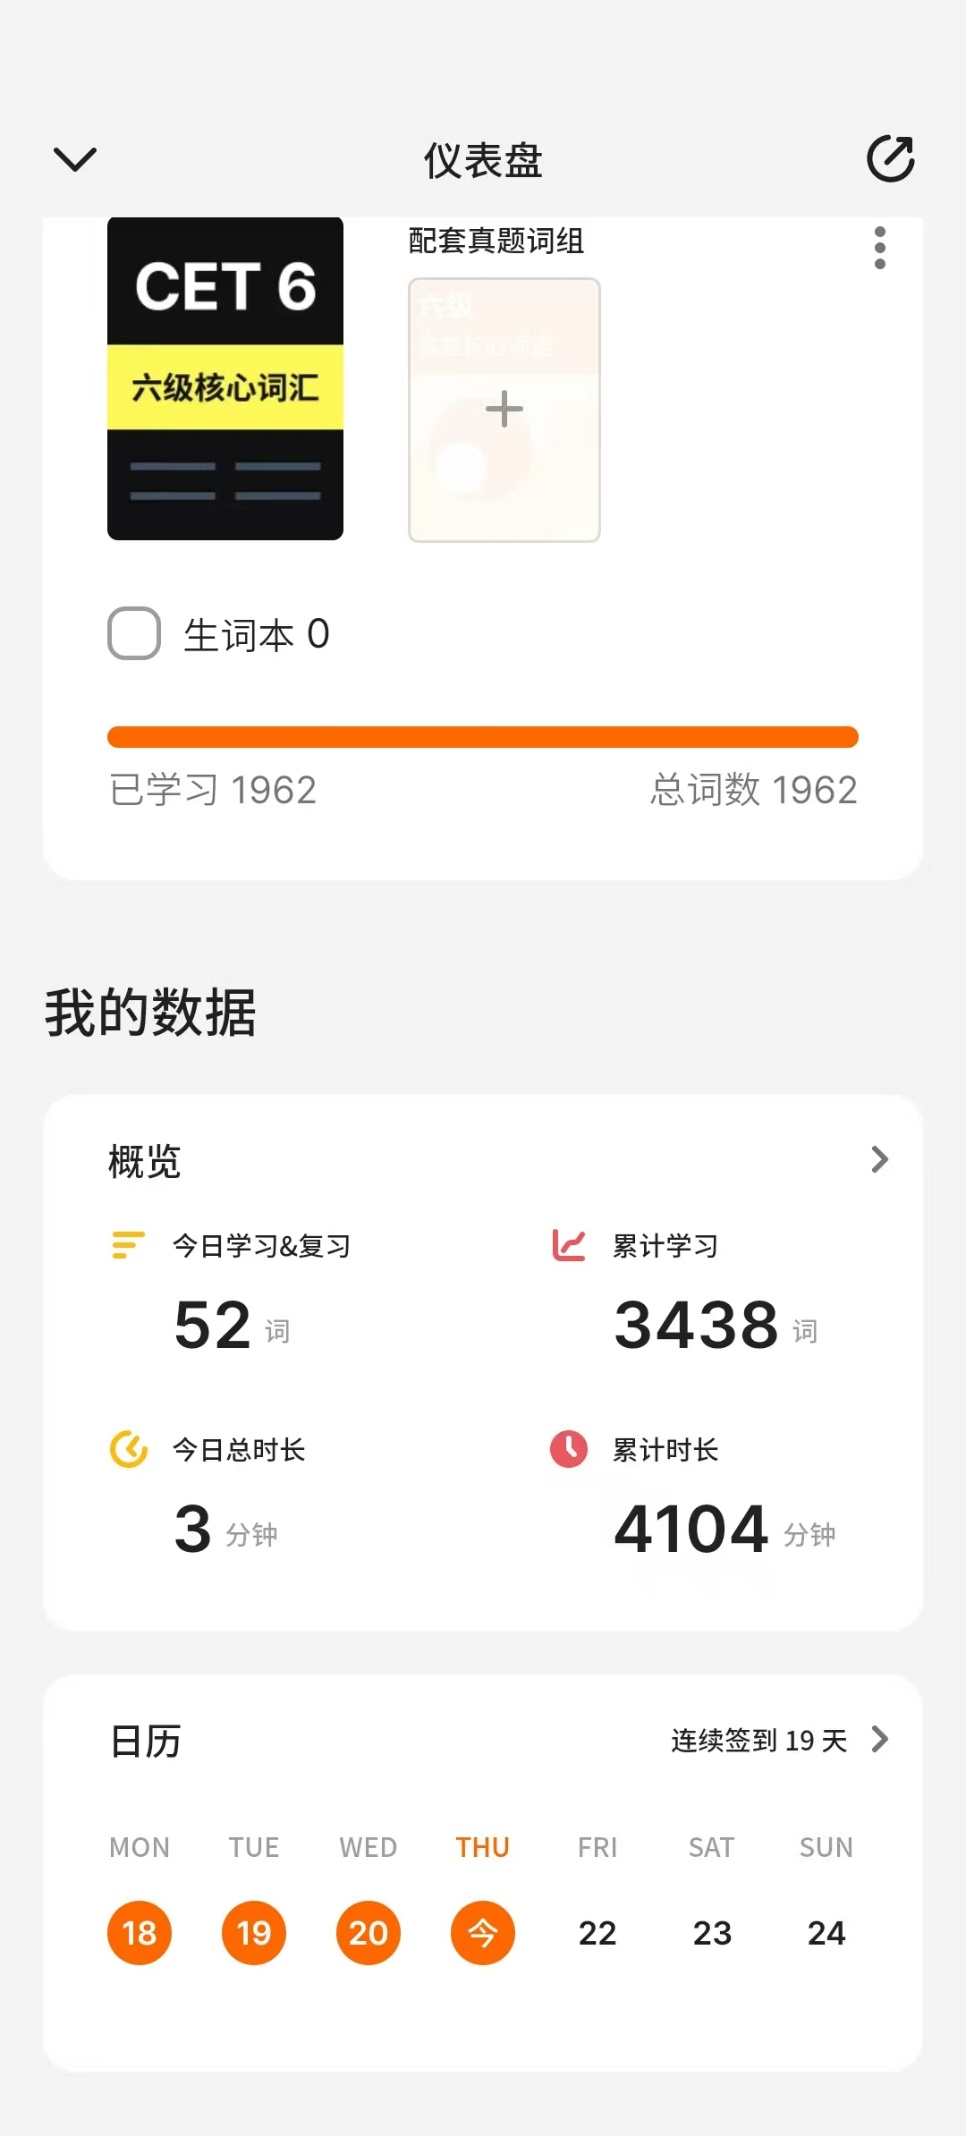 仪表盘
CET 6
六级核心词汇
配套真题词组
六级
生词本 0
已学习 1962
总词数 1962
我的数据
概览
今日学习&复习
52 词
累计学习
3438 词
今日总时长
3 分钟
累计时长
4104 分钟
日历
连续签到 19 天
MON TUE WED THU FRI SAT SUN
18 19 20 今 22 23 24